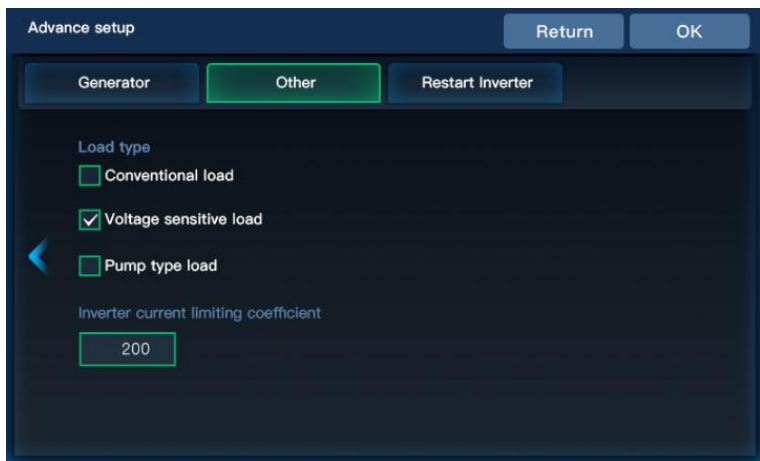 Advance setup
Return
OK
Generator
Other
Restart Inverter
Load type
Conventional load
Voltage sensitive load
Pump type load
Inverter current limiting coefficient
200